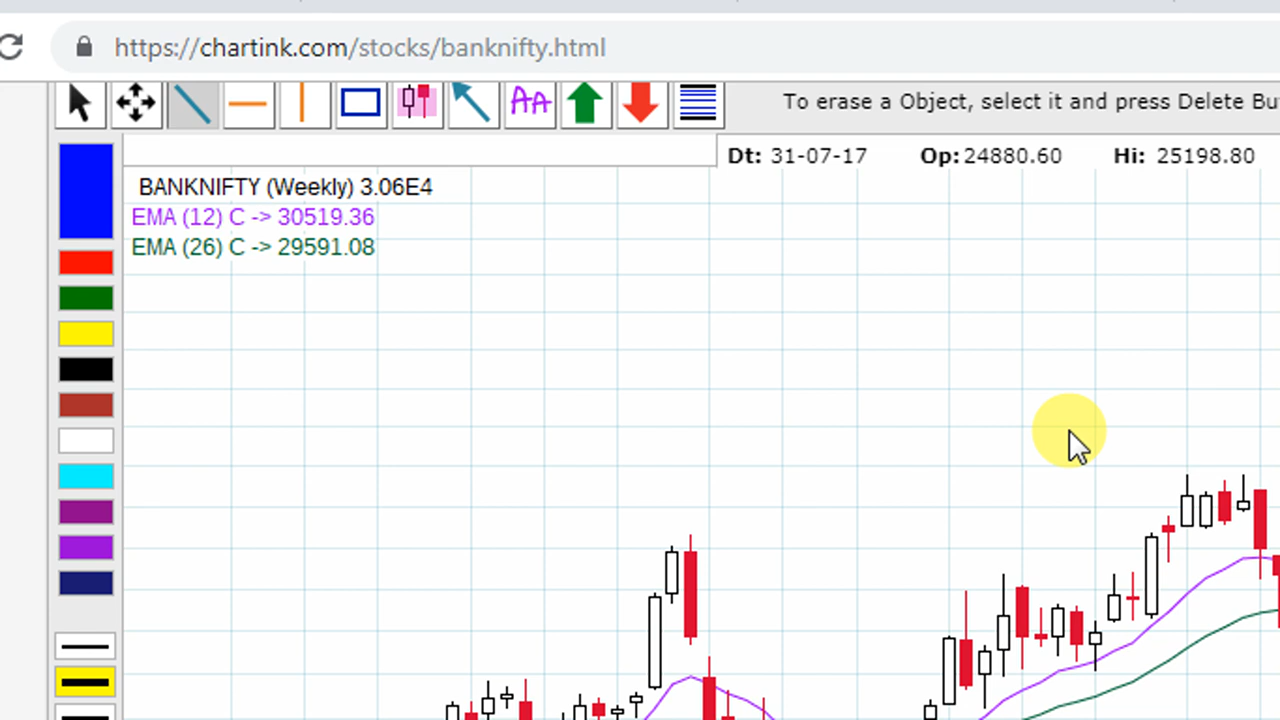 https://chartink.com/stocks/banknifty.html
AA
To erase a Object, select it and press Delete Bu
Dt: 31-07-17 Op: 24880.60 Hi: 25198.80
BANKNIFTY (Weekly) 3.06E4
EMA (12) C -> 30519.36
EMA (26) C -> 29591.08